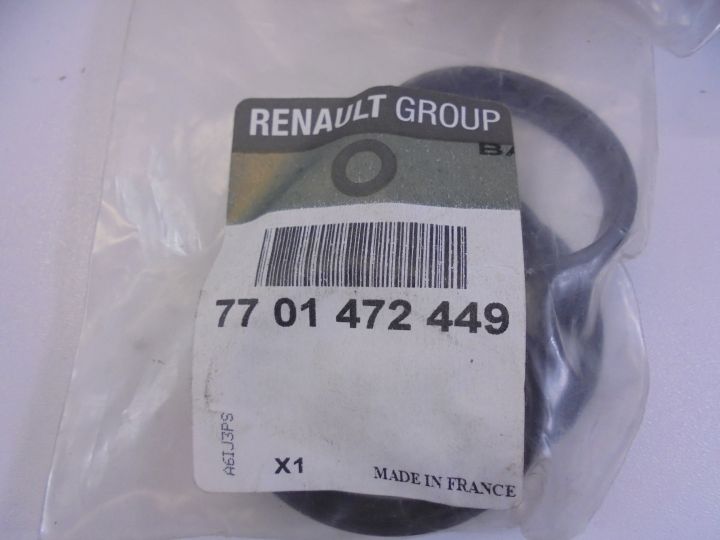 RENAULT GROUP
77 01 472 449
A6IJ3PS
X1
MADE IN FRANCE